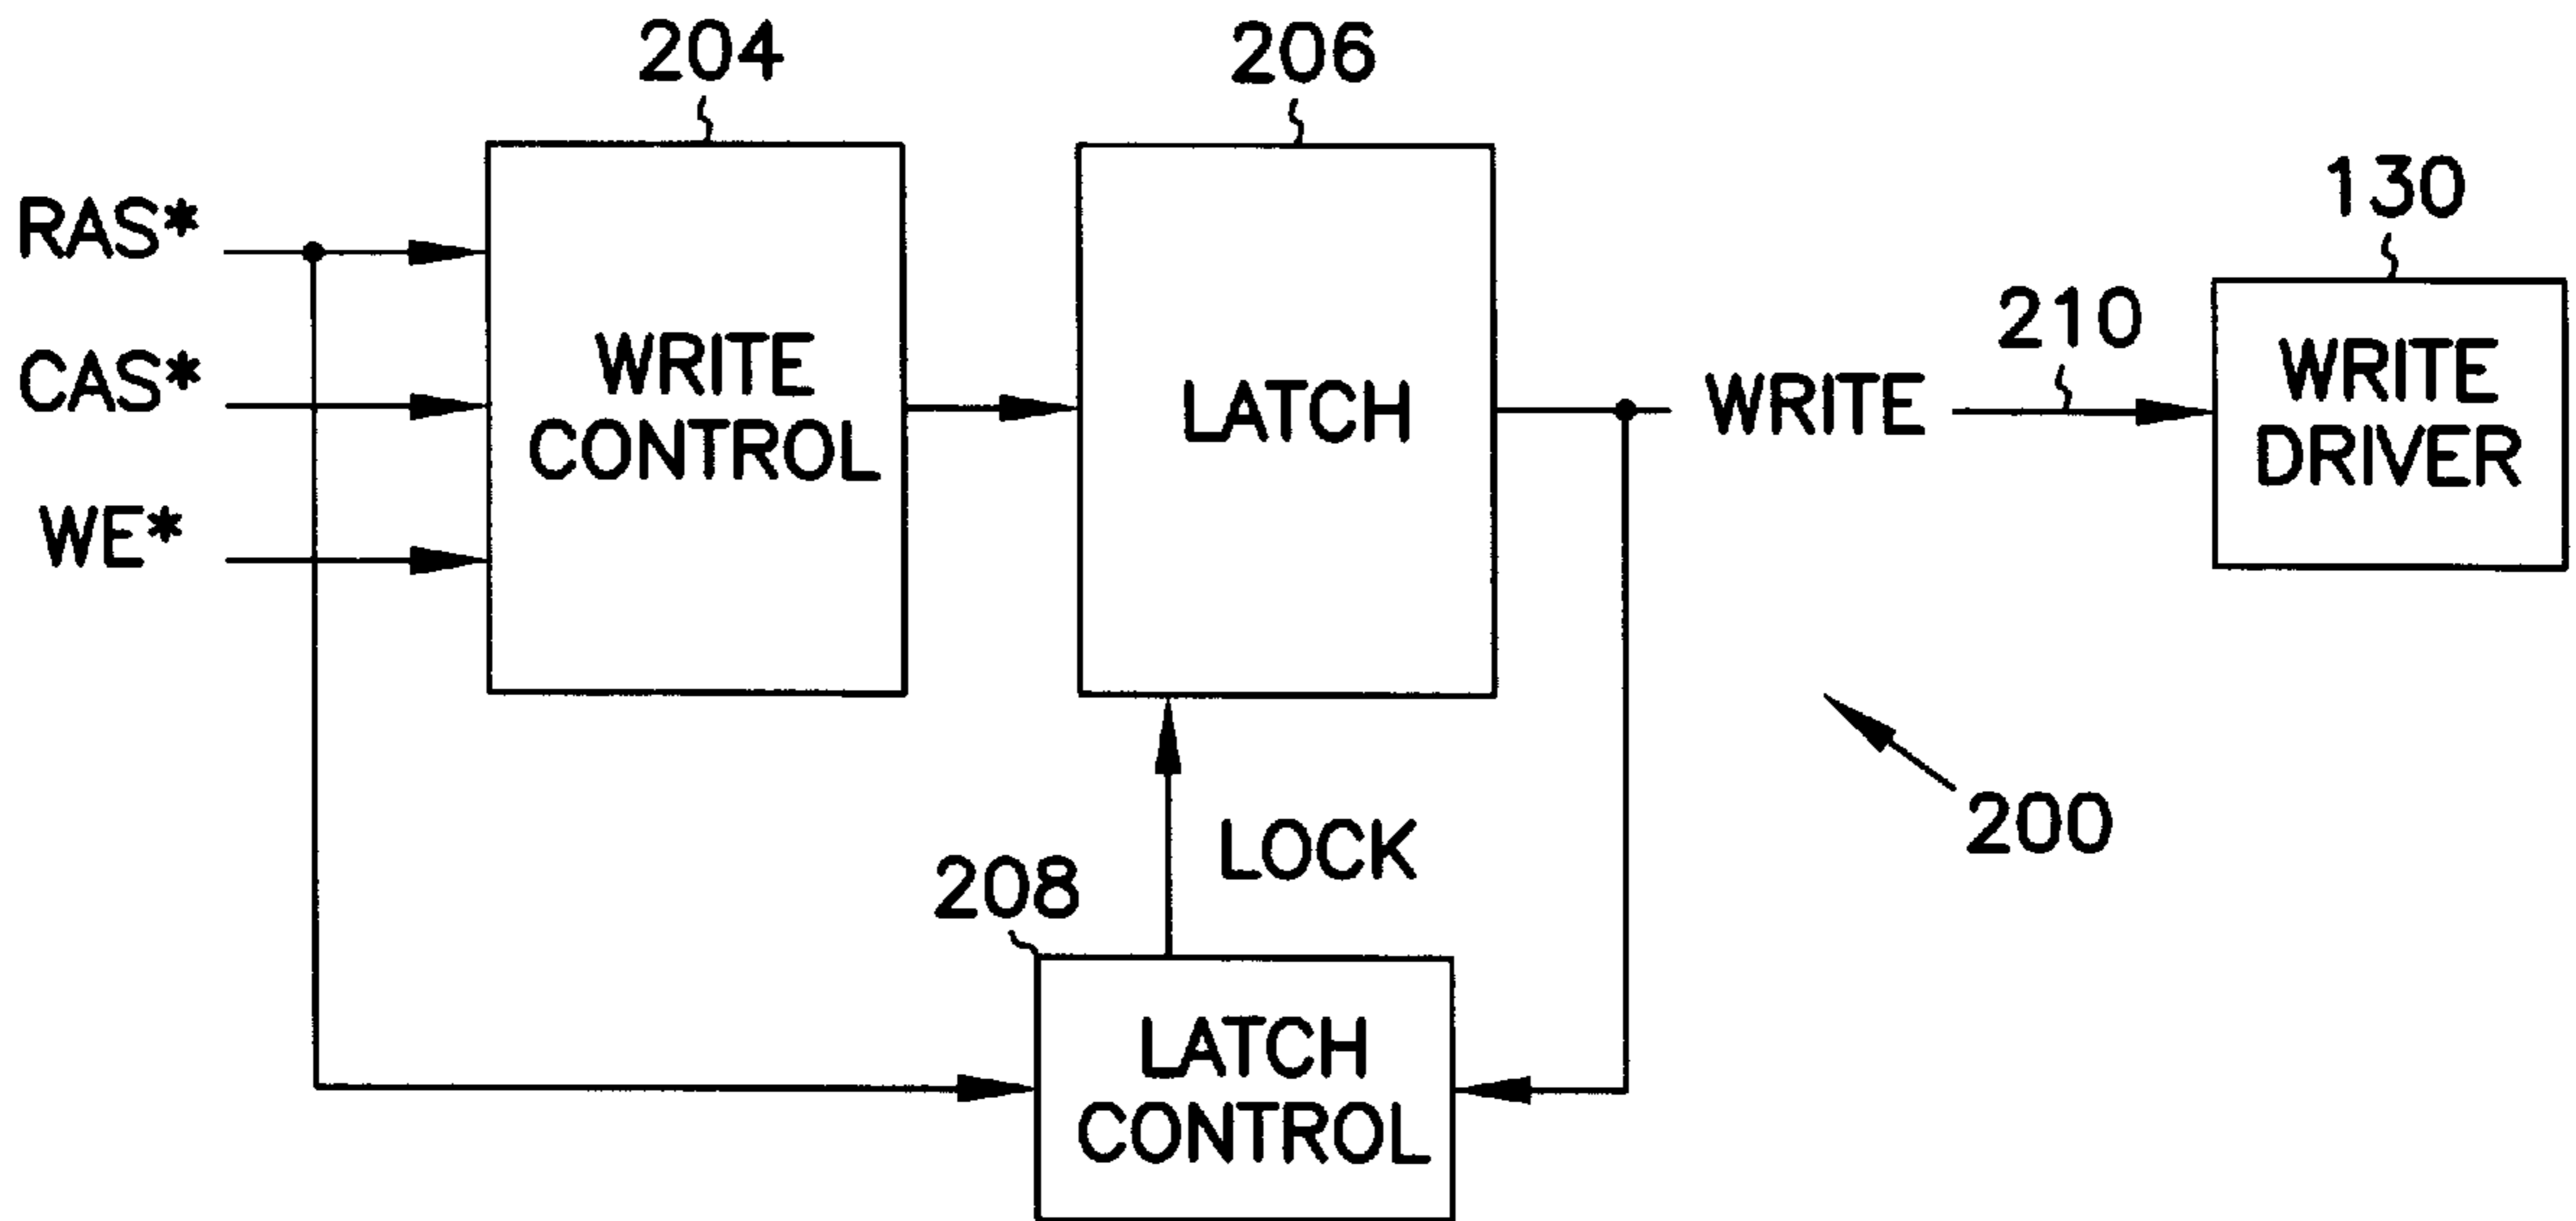 204
206
130
RAS*
CAS*
WE*
WRITE
CONTROL
LATCH
WRITE
210
WRITE
DRIVER
LOCK
200
208
LATCH
CONTROL